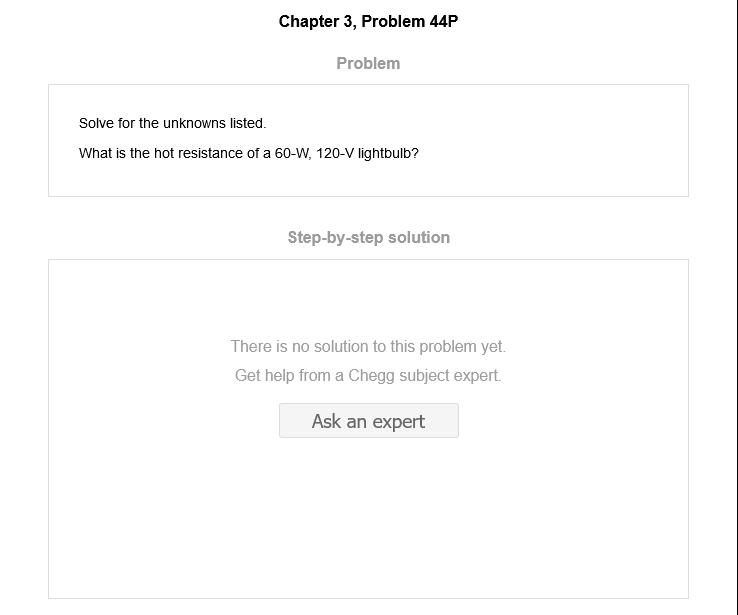 Chapter 3, Problem 44P
Problem
Solve for the unknowns listed.
What is the hot resistance of a 60-W, 120-V lightbulb?
Step-by-step solution
There is no solution to this problem yet.
Get help from a Chegg subject expert.
Ask an expert